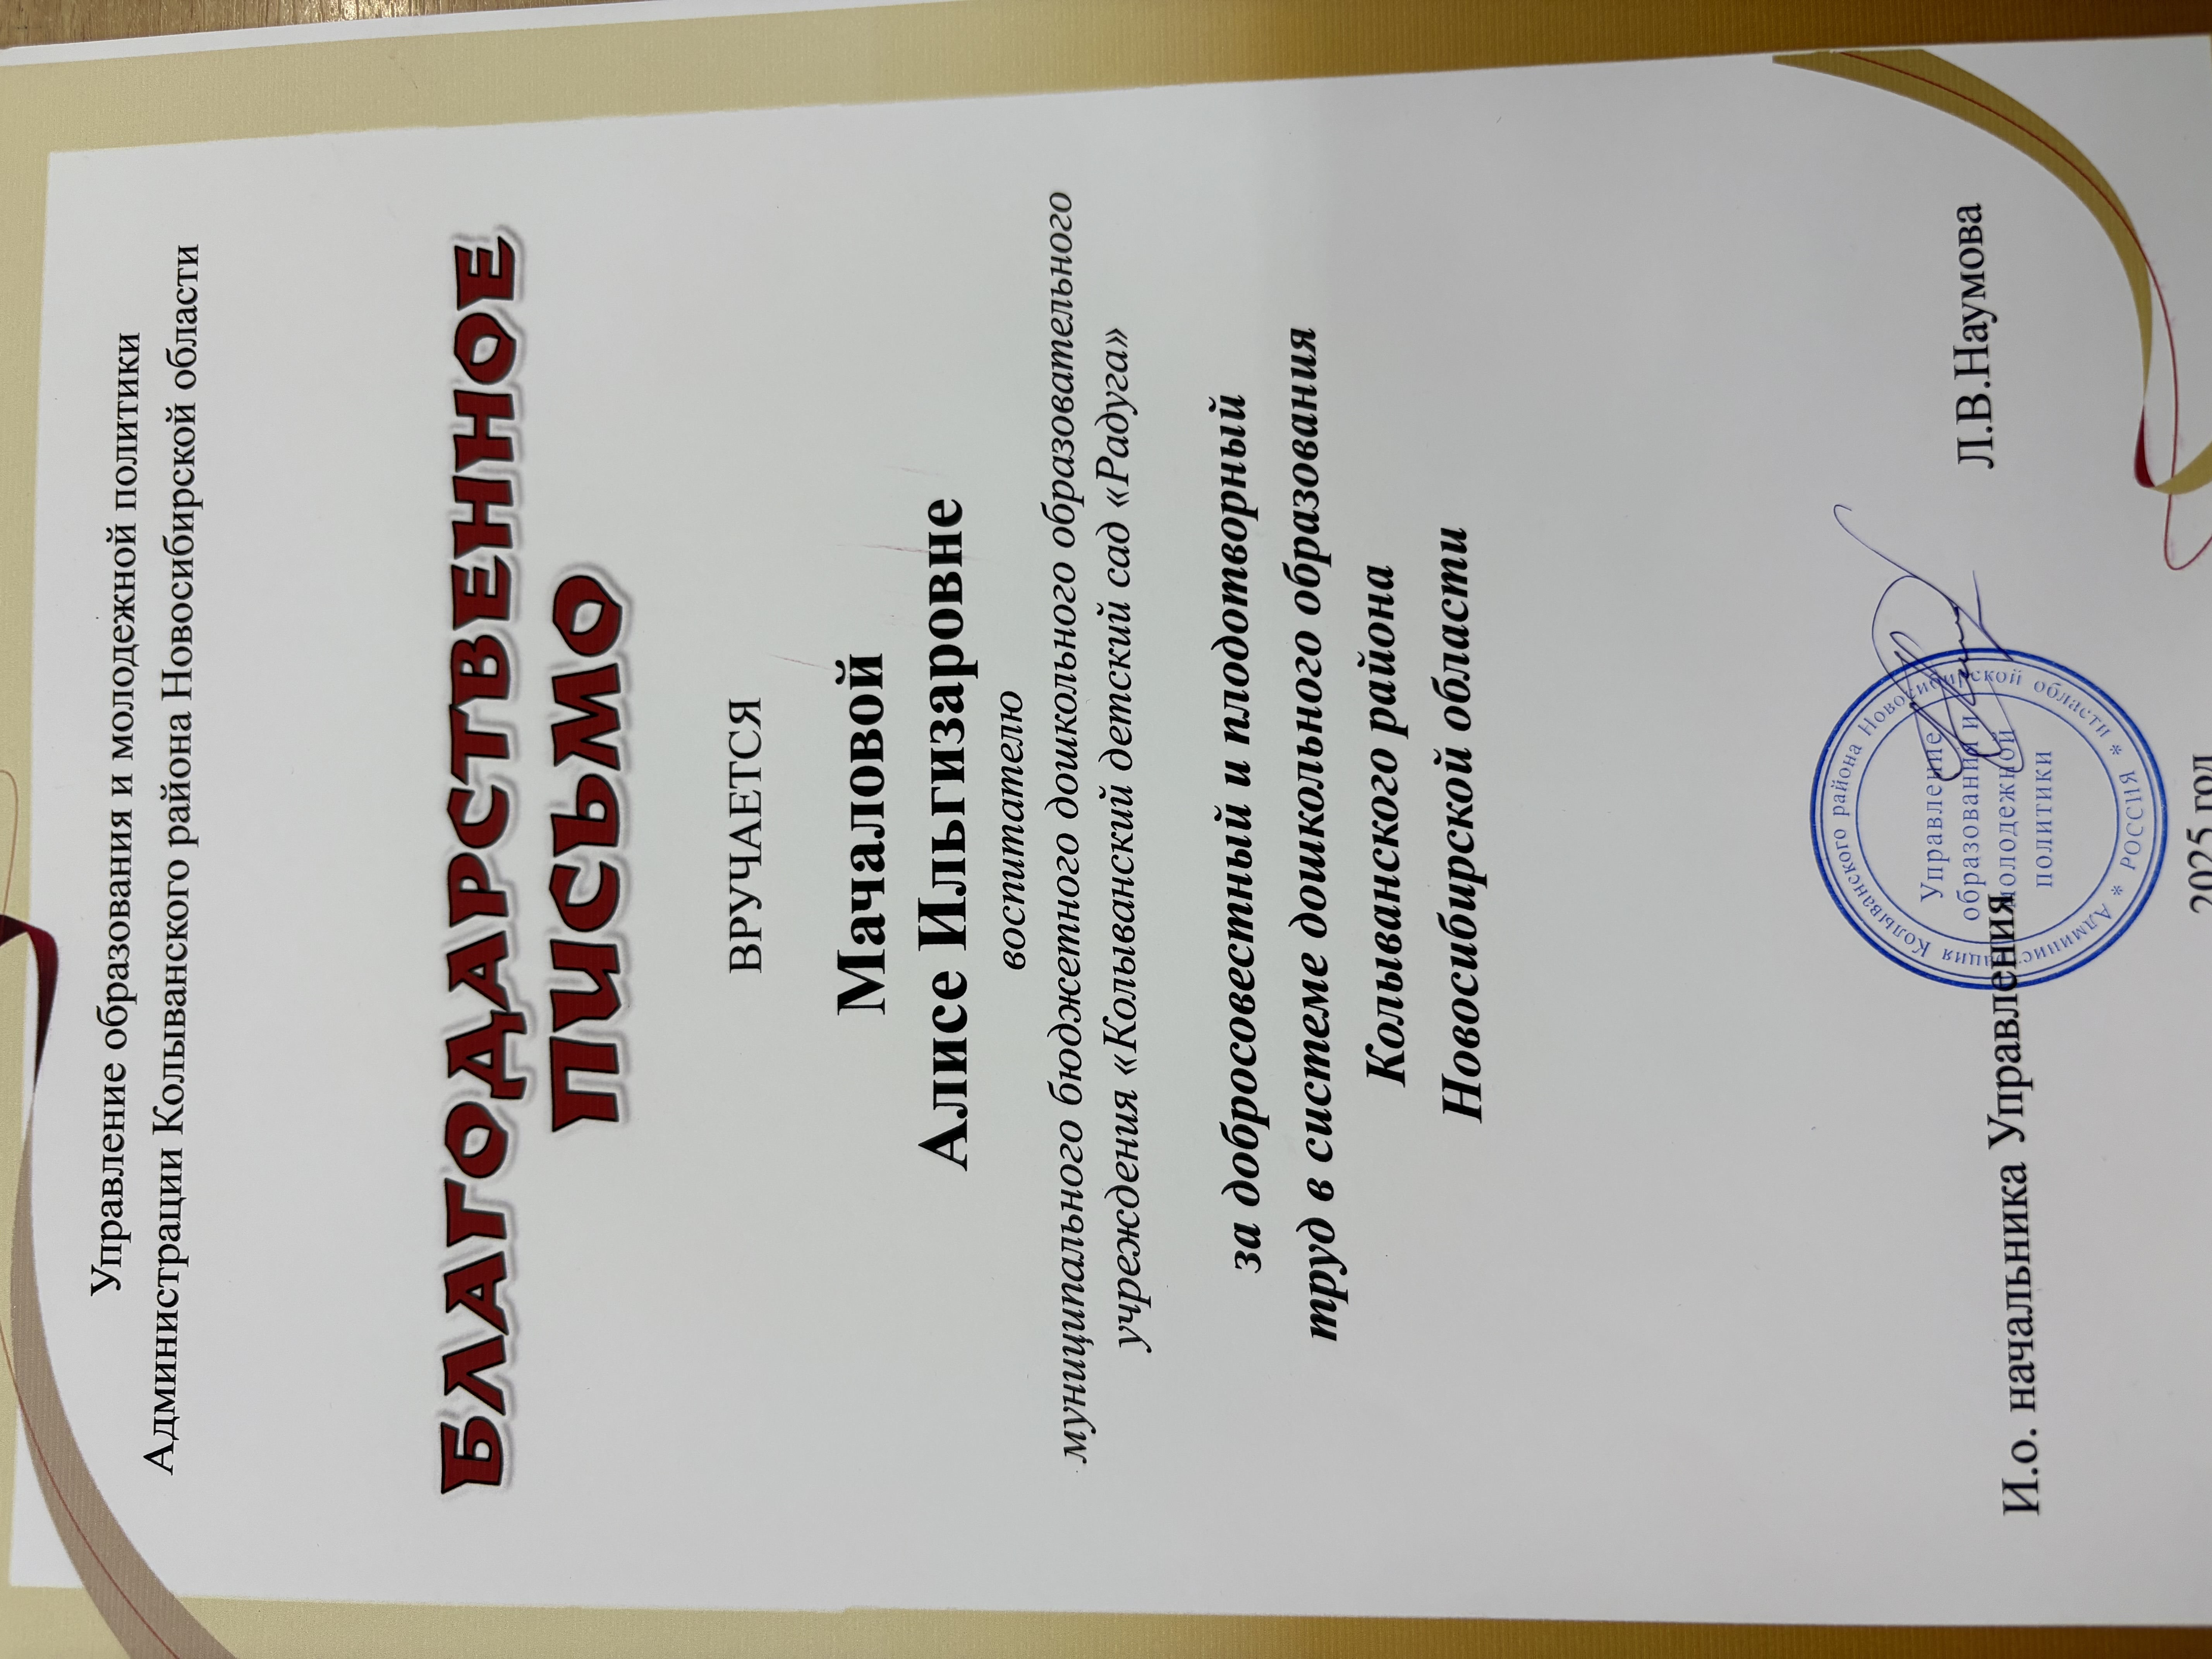 Управление образования и молодежной политики
Администрации Колыванского района Новосибирской области
БЛАГОДАРСТВЕННОЕ
ПИСЬМО
ВРУЧАЕТСЯ
Мачаловой
Алисе Ильгизаровне
воспитателю
муниципального бюджетного дошкольного образовательного
учреждения «Колыванский детский сад «Радуга»
за добросовестный и плодотворный
труд в системе дошкольного образования
Колыванского района
Новосибирской области
И.о. начальника Управления
Л.В.Наумова
Администрация Колыванского района Новосибирской области * РОССИЯ *
Управление
образования и
молодежной
политики
2025 год